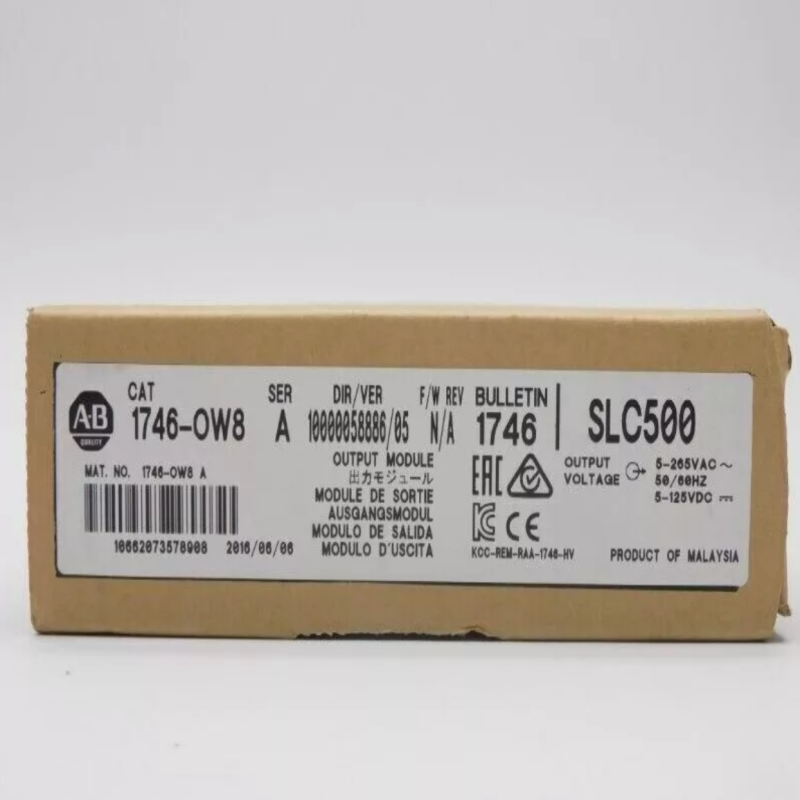 A-B
QUALITY
CAT
1746-OW8
SER
A
DIR/VER
10000058886/05
F/W REV
N/A
BULLETIN
1746
SLC500
MAT. NO. 1746-OW8 A
10662073578908 2016/06/06
OUTPUT MODULE
出力モジュール
MODULE DE SORTIE
AUSGANGSMODUL
MODULO DE SALIDA
MODULO D'USCITA
EAC
KC CE
KCC-REM-RAA-1746-HV
OUTPUT
VOLTAGE
5-265VAC ~
50/60HZ
5-125VDC ⎓
PRODUCT OF MALAYSIA